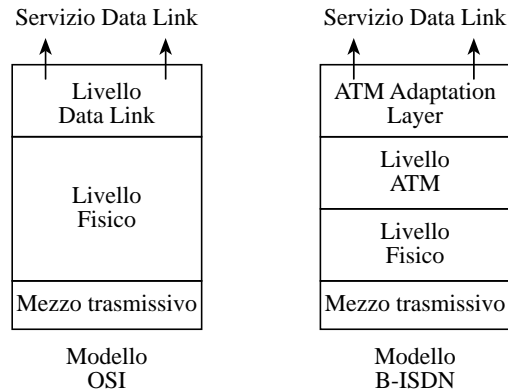 Servizio Data Link
Livello
Data Link
Livello
Fisico
Mezzo trasmissivo
Modello
OSI
Servizio Data Link
ATM Adaptation
Layer
Livello
ATM
Livello
Fisico
Mezzo trasmissivo
Modello
B-ISDN